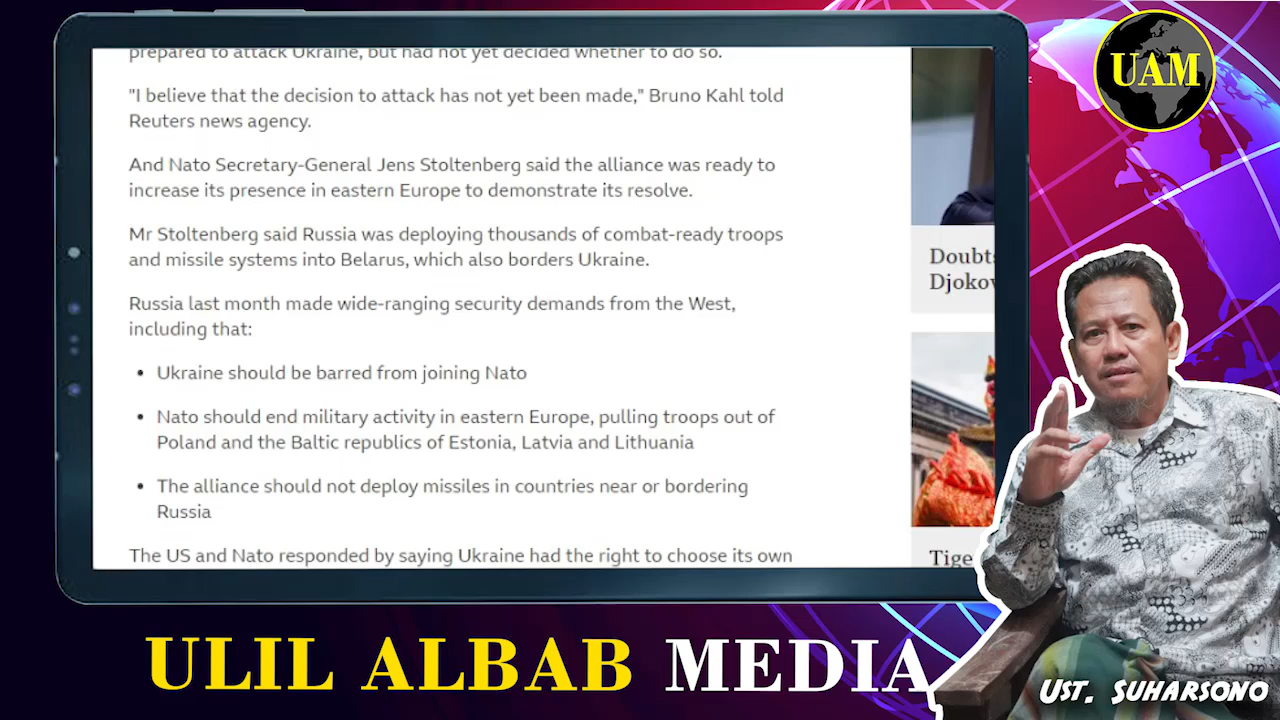 prepared to attack Ukraine, but had not yet decided whether to do so.
"I believe that the decision to attack has not yet been made," Bruno Kahl told
Reuters news agency.
And Nato Secretary-General Jens Stoltenberg said the alliance was ready to
increase its presence in eastern Europe to demonstrate its resolve.
Mr Stoltenberg said Russia was deploying thousands of combat-ready troops
and missile systems into Belarus, which also borders Ukraine.
Russia last month made wide-ranging security demands from the West,
including that:
• Ukraine should be barred from joining Nato
• Nato should end military activity in eastern Europe, pulling troops out of
Poland and the Baltic republics of Estonia, Latvia and Lithuania
• The alliance should not deploy missiles in countries near or bordering
Russia
The US and Nato responded by saying Ukraine had the right to choose its own
Doubts
Djokov
Tige
UAM
ULIL ALBAB MEDIA
UST. SUHARSONO